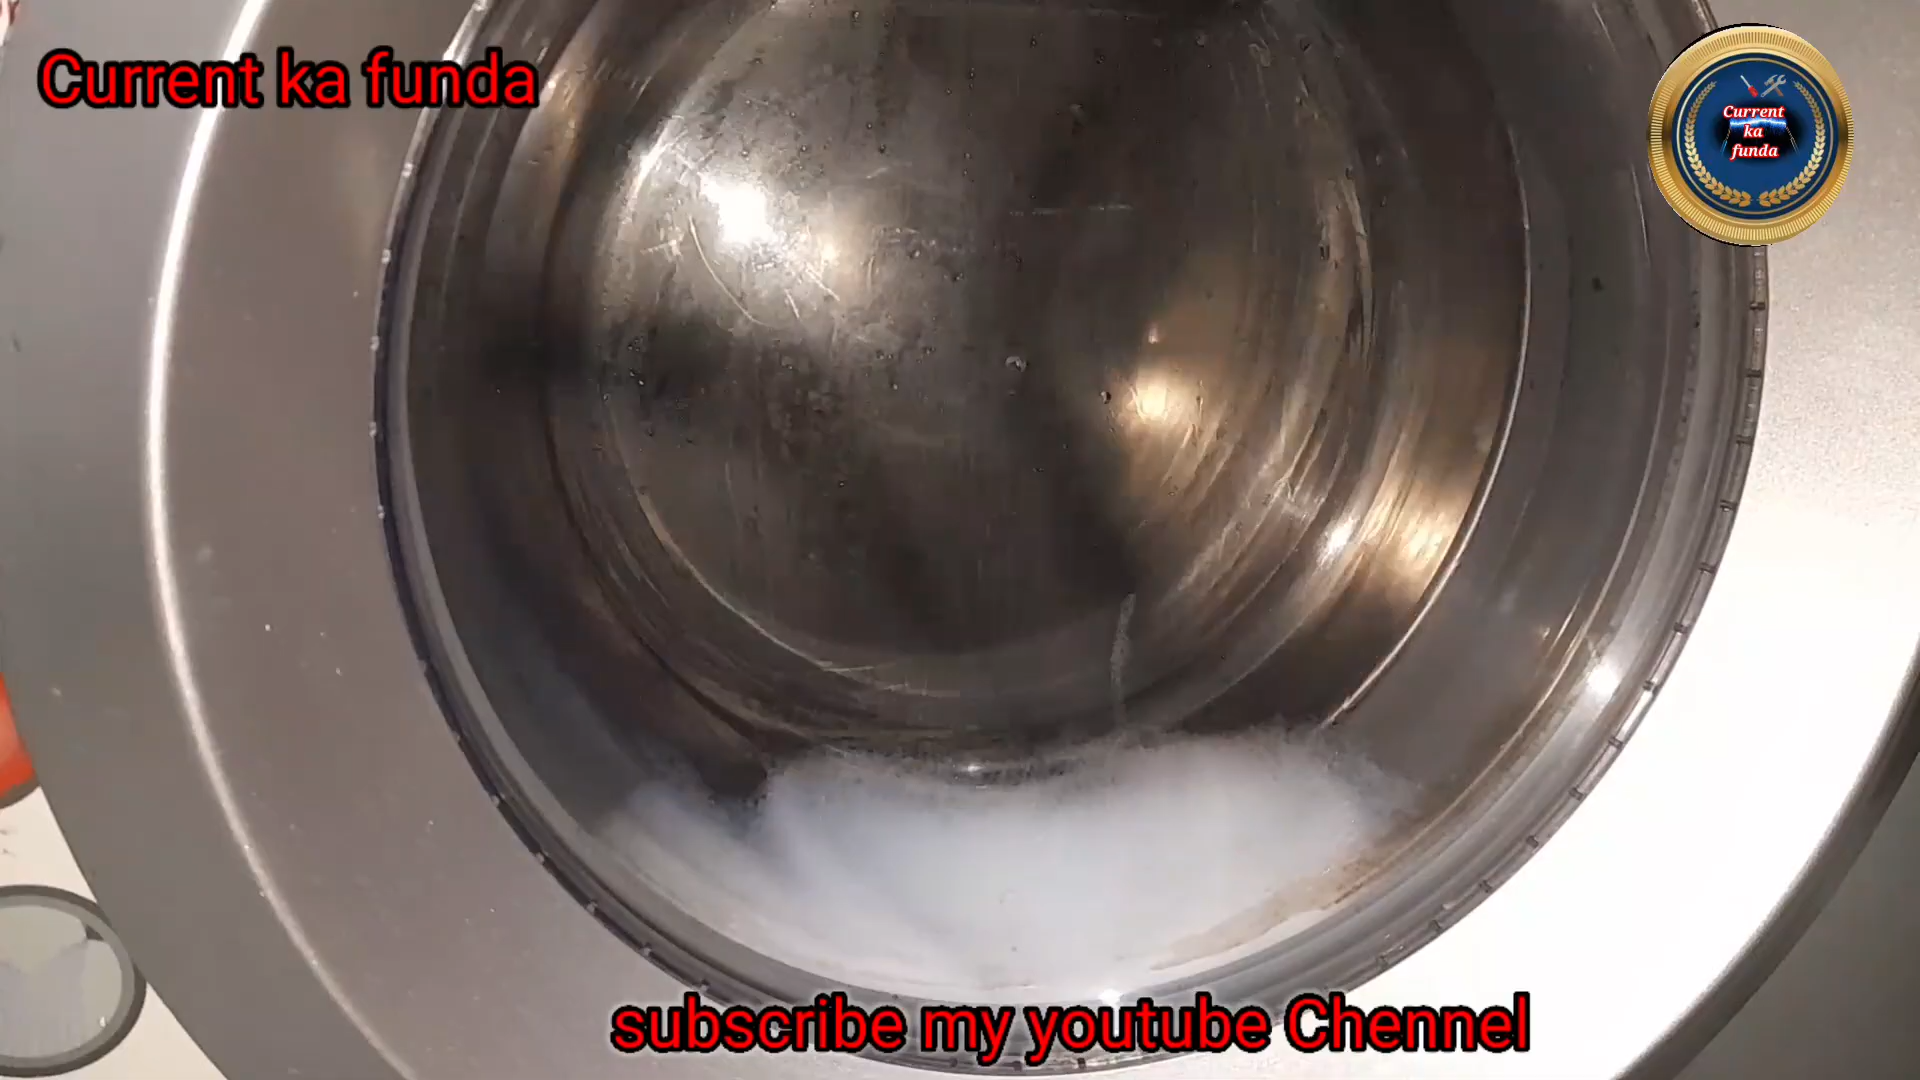 Current ka funda
Current
ka
funda
subscribe my youtube Chennel